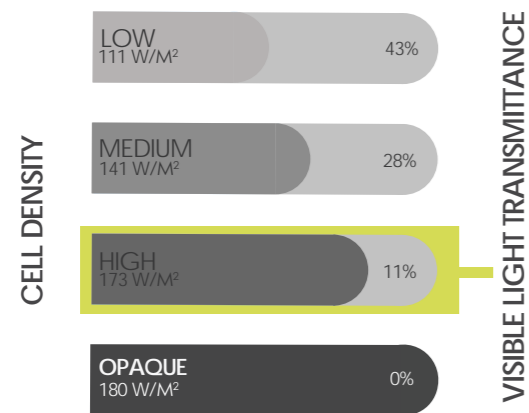 CELL DENSITY
LOW
111 W/M²
43%
MEDIUM
141 W/M²
28%
HIGH
173 W/M²
11%
OPAQUE
180 W/M²
0%
VISIBLE LIGHT TRANSMITTANCE